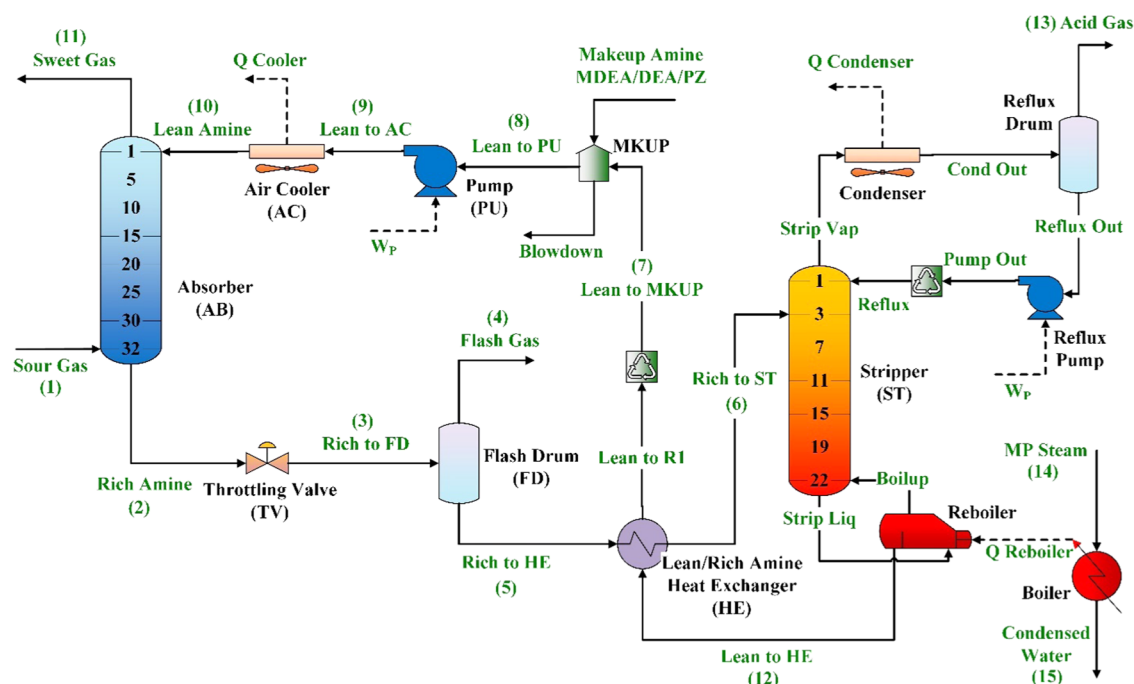 (11)
Sweet Gas
Q Cooler
(10)
Lean Amine
(9)
Lean to AC
(8)
Lean to PU
Makeup Amine
MDEA/DEA/PZ
MKUP
Air Cooler
(AC)
Pump
(PU)
W_P
Blowdown
(7)
Lean to MKUP
1
5
10
15
20
25
30
32
Absorber
(AB)
Sour Gas
(1)
Rich Amine
(2)
Throttling Valve
(TV)
(3)
Rich to FD
(4)
Flash Gas
Flash Drum
(FD)
Rich to HE
(5)
Lean to R1
Lean/Rich Amine
Heat Exchanger
(HE)
Rich to ST
(6)
Q Condenser
Condenser
Cond Out
(13) Acid Gas
Reflux
Drum
Reflux Out
Strip Vap
Pump Out
Reflux
Reflux
Pump
W_P
1
3
7
11
15
19
22
Stripper
(ST)
Boilup
Strip Liq
Reboiler
Q Reboiler
MP Steam
(14)
Boiler
Condensed
Water
(15)
Lean to HE
(12)